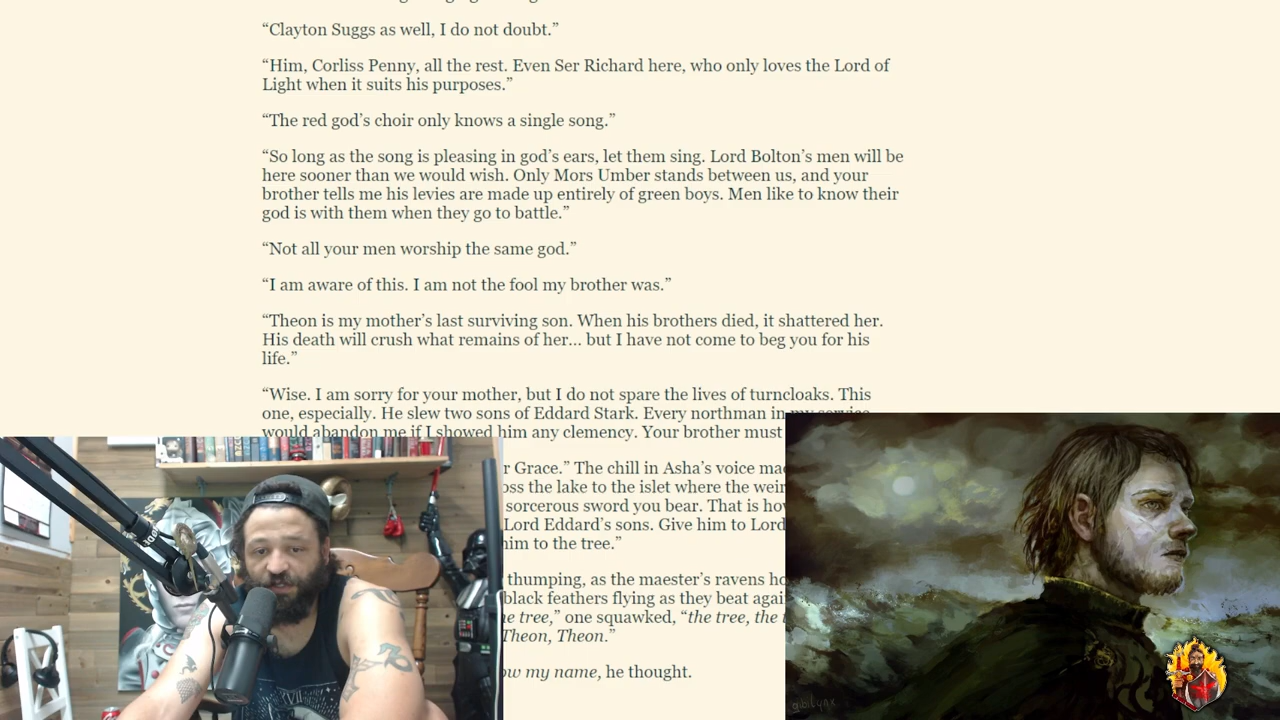 “Clayton Suggs as well, I do not doubt.”
“Him, Corliss Penny, all the rest. Even Ser Richard here, who only loves the Lord of
Light when it suits his purposes.”
“The red god’s choir only knows a single song.”
“So long as the song is pleasing in god’s ears, let them sing. Lord Bolton’s men will be
here sooner than we would wish. Only Mors Umber stands between us, and your
brother tells me his levies are made up entirely of green boys. Men like to know their
god is with them when they go to battle.”
“Not all your men worship the same god.”
“I am aware of this. I am not the fool my brother was.”
“Theon is my mother’s last surviving son. When his brothers died, it shattered her.
His death will crush what remains of her… but I have not come to beg you for his
life.”
“Wise. I am sorry for your mother, but I do not spare the lives of turncloaks. This
one, especially. He slew two sons of Eddard Stark. Every northman in my service
would abandon me if I showed him any clemency. Your brother must
r Grace.” The chill in Asha’s voice
oss the lake to the islet where the
sorcerous sword you bear. That is
Lord Eddard’s sons. Give him to Lord
him to the tree.”
thumping, as the maester’s ravens
black feathers flying as they beat
tree,” one squawked, “the tree, the
Theon, Theon.”
ow my name, he thought.